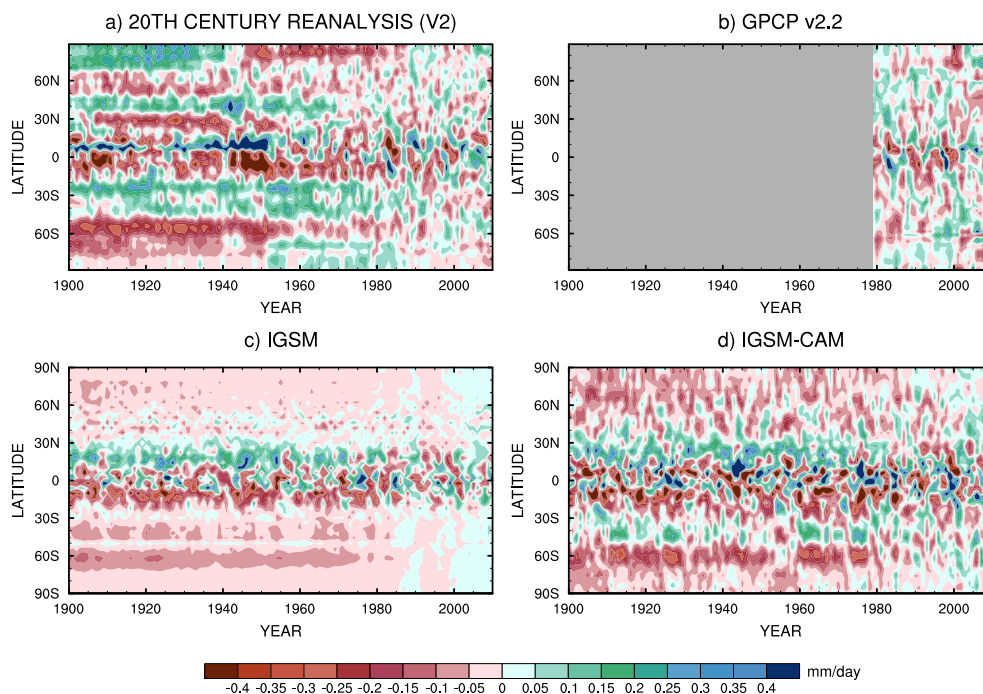 a) 20TH CENTURY REANALYSIS (V2)
b) GPCP v2.2
LATITUDE
60N
30N
0
30S
60S
1900 1920 1940 1960 1980 2000
YEAR
LATITUDE
60N
30N
0
30S
60S
1900 1920 1940 1960 1980 2000
YEAR
c) IGSM
d) IGSM-CAM
LATITUDE
90N
60N
30N
0
30S
60S
90S
1900 1920 1940 1960 1980 2000
YEAR
LATITUDE
90N
60N
30N
0
30S
60S
90S
1900 1920 1940 1960 1980 2000
YEAR
mm/day
-0.4 -0.35 -0.3 -0.25 -0.2 -0.15 -0.1 -0.05 0 0.05 0.1 0.15 0.2 0.25 0.3 0.35 0.4